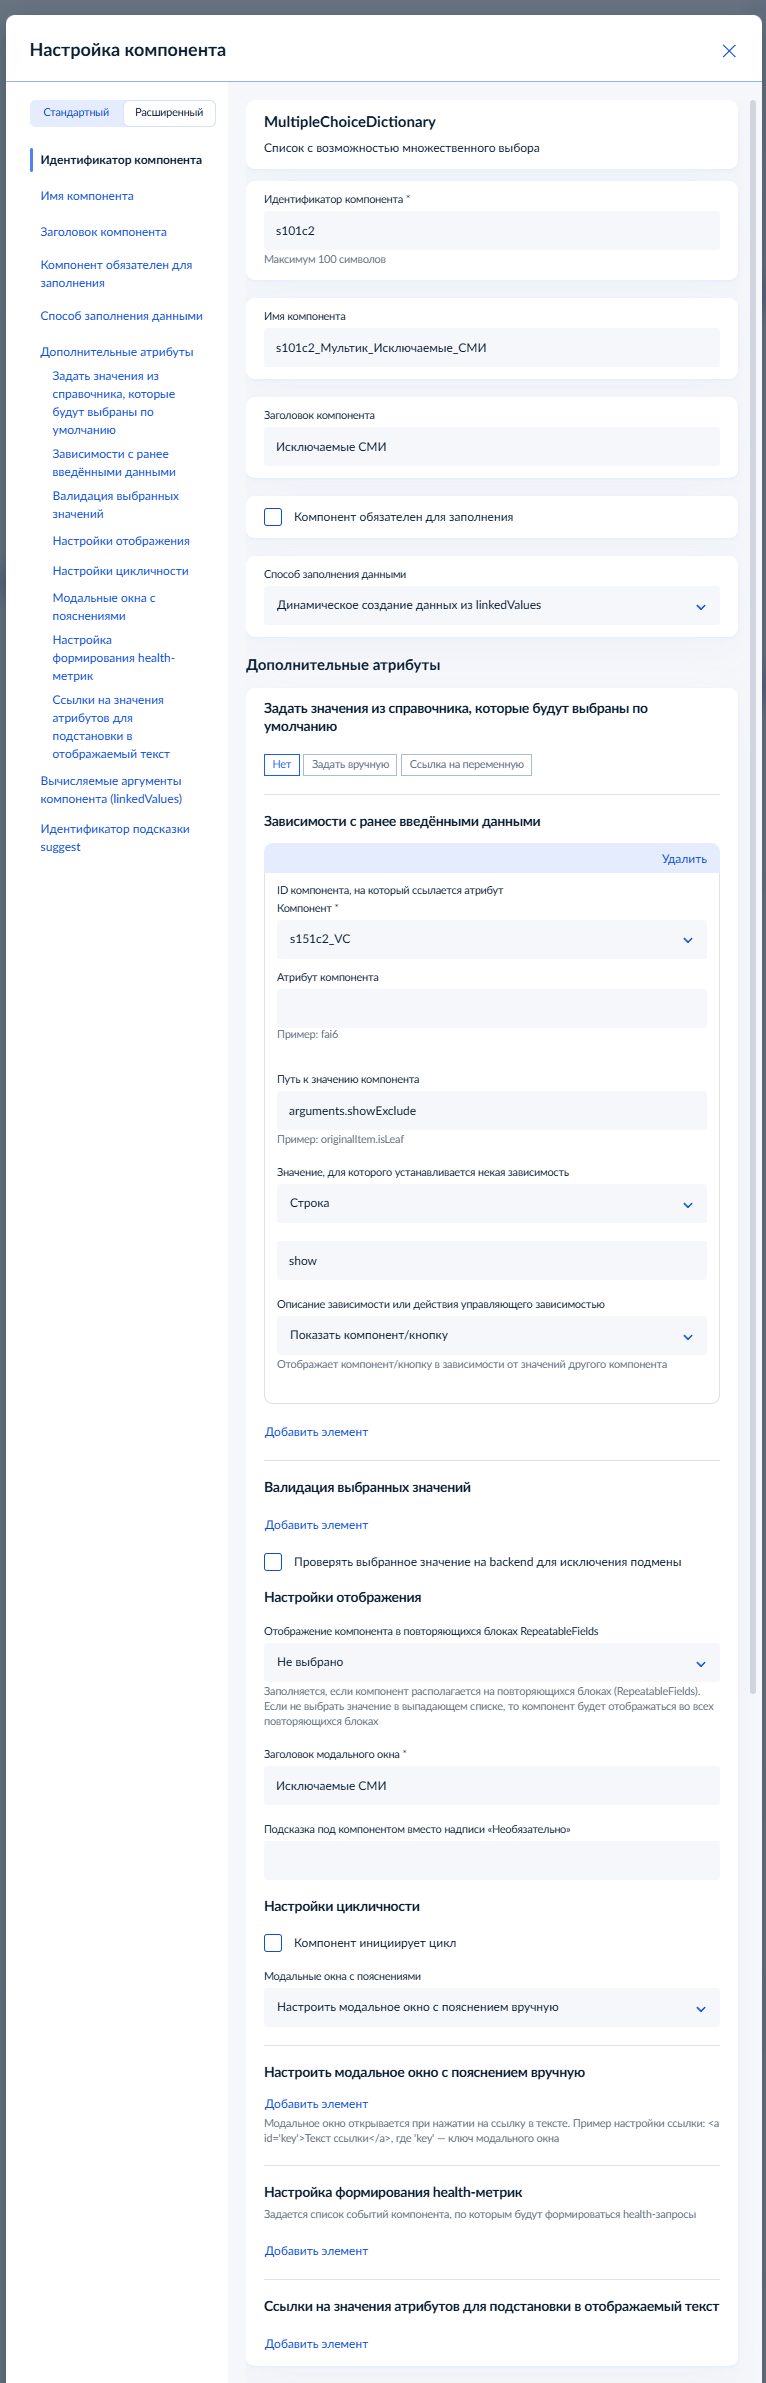 Настройка компонента
Стандартный
Расширенный
Идентификатор компонента
Имя компонента
Заголовок компонента
Компонент обязателен для
заполнения
Способ заполнения данными
Дополнительные атрибуты
Задать значения из
справочника, которые
будут выбраны по
умолчанию
Зависимости с ранее
введёнными данными
Валидация выбранных
значений
Настройки отображения
Настройки цикличности
Модальные окна с
пояснениями
Настройка
формирования health-
метрик
Ссылки на значения
атрибутов для
подстановки в
отображаемый текст
Вычисляемые аргументы
компонента (linkedValues)
Идентификатор подсказки
suggest
MultipleChoiceDictionary
Список с возможностью множественного выбора
Идентификатор компонента *
s101c2
Максимум 100 символов
Имя компонента
s101c2_Мультик_Исключаемые_СМИ
Заголовок компонента
Исключаемые СМИ
Компонент обязателен для заполнения
Способ заполнения данными
Динамическое создание данных из linkedValues
Дополнительные атрибуты
Задать значения из справочника, которые будут выбраны по
умолчанию
Нет
Задать вручную
Ссылка на переменную
Зависимости с ранее введёнными данными
Удалить
ID компонента, на который ссылается атрибут
Компонент *
s151c2_VC
Атрибут компонента
Пример: fai6
Путь к значению компонента
arguments.showExclude
Пример: originalItem.isLeaf
Значение, для которого устанавливается некая зависимость
Строка
show
Описание зависимости или действия управляющего зависимостью
Показать компонент/кнопку
Отображает компонент/кнопку в зависимости от значений другого компонента
Добавить элемент
Валидация выбранных значений
Добавить элемент
Проверять выбранное значение на backend для исключения подмены
Настройки отображения
Отображение компонента в повторяющихся блоках RepeatableFields
Не выбрано
Заполняется, если компонент располагается на повторяющихся блоках (RepeatableFields).
Если не выбрать значение в выпадающем списке, то компонент будет отображаться во всех
повторяющихся блоках
Заголовок модального окна *
Исключаемые СМИ
Подсказка под компонентом вместо надписи «Необязательно»
Настройки цикличности
Компонент инициирует цикл
Модальные окна с пояснениями
Настроить модальное окно с пояснением вручную
Настроить модальное окно с пояснением вручную
Добавить элемент
Модальное окно открывается при нажатии на ссылку в тексте. Пример настройки ссылки: <a
id='key'>Текст ссылки</a>, где 'key' — ключ модального окна
Настройка формирования health-метрик
Задается список событий компонента, по которым будут формироваться health-запросы
Добавить элемент
Ссылки на значения атрибутов для подстановки в отображаемый текст
Добавить элемент